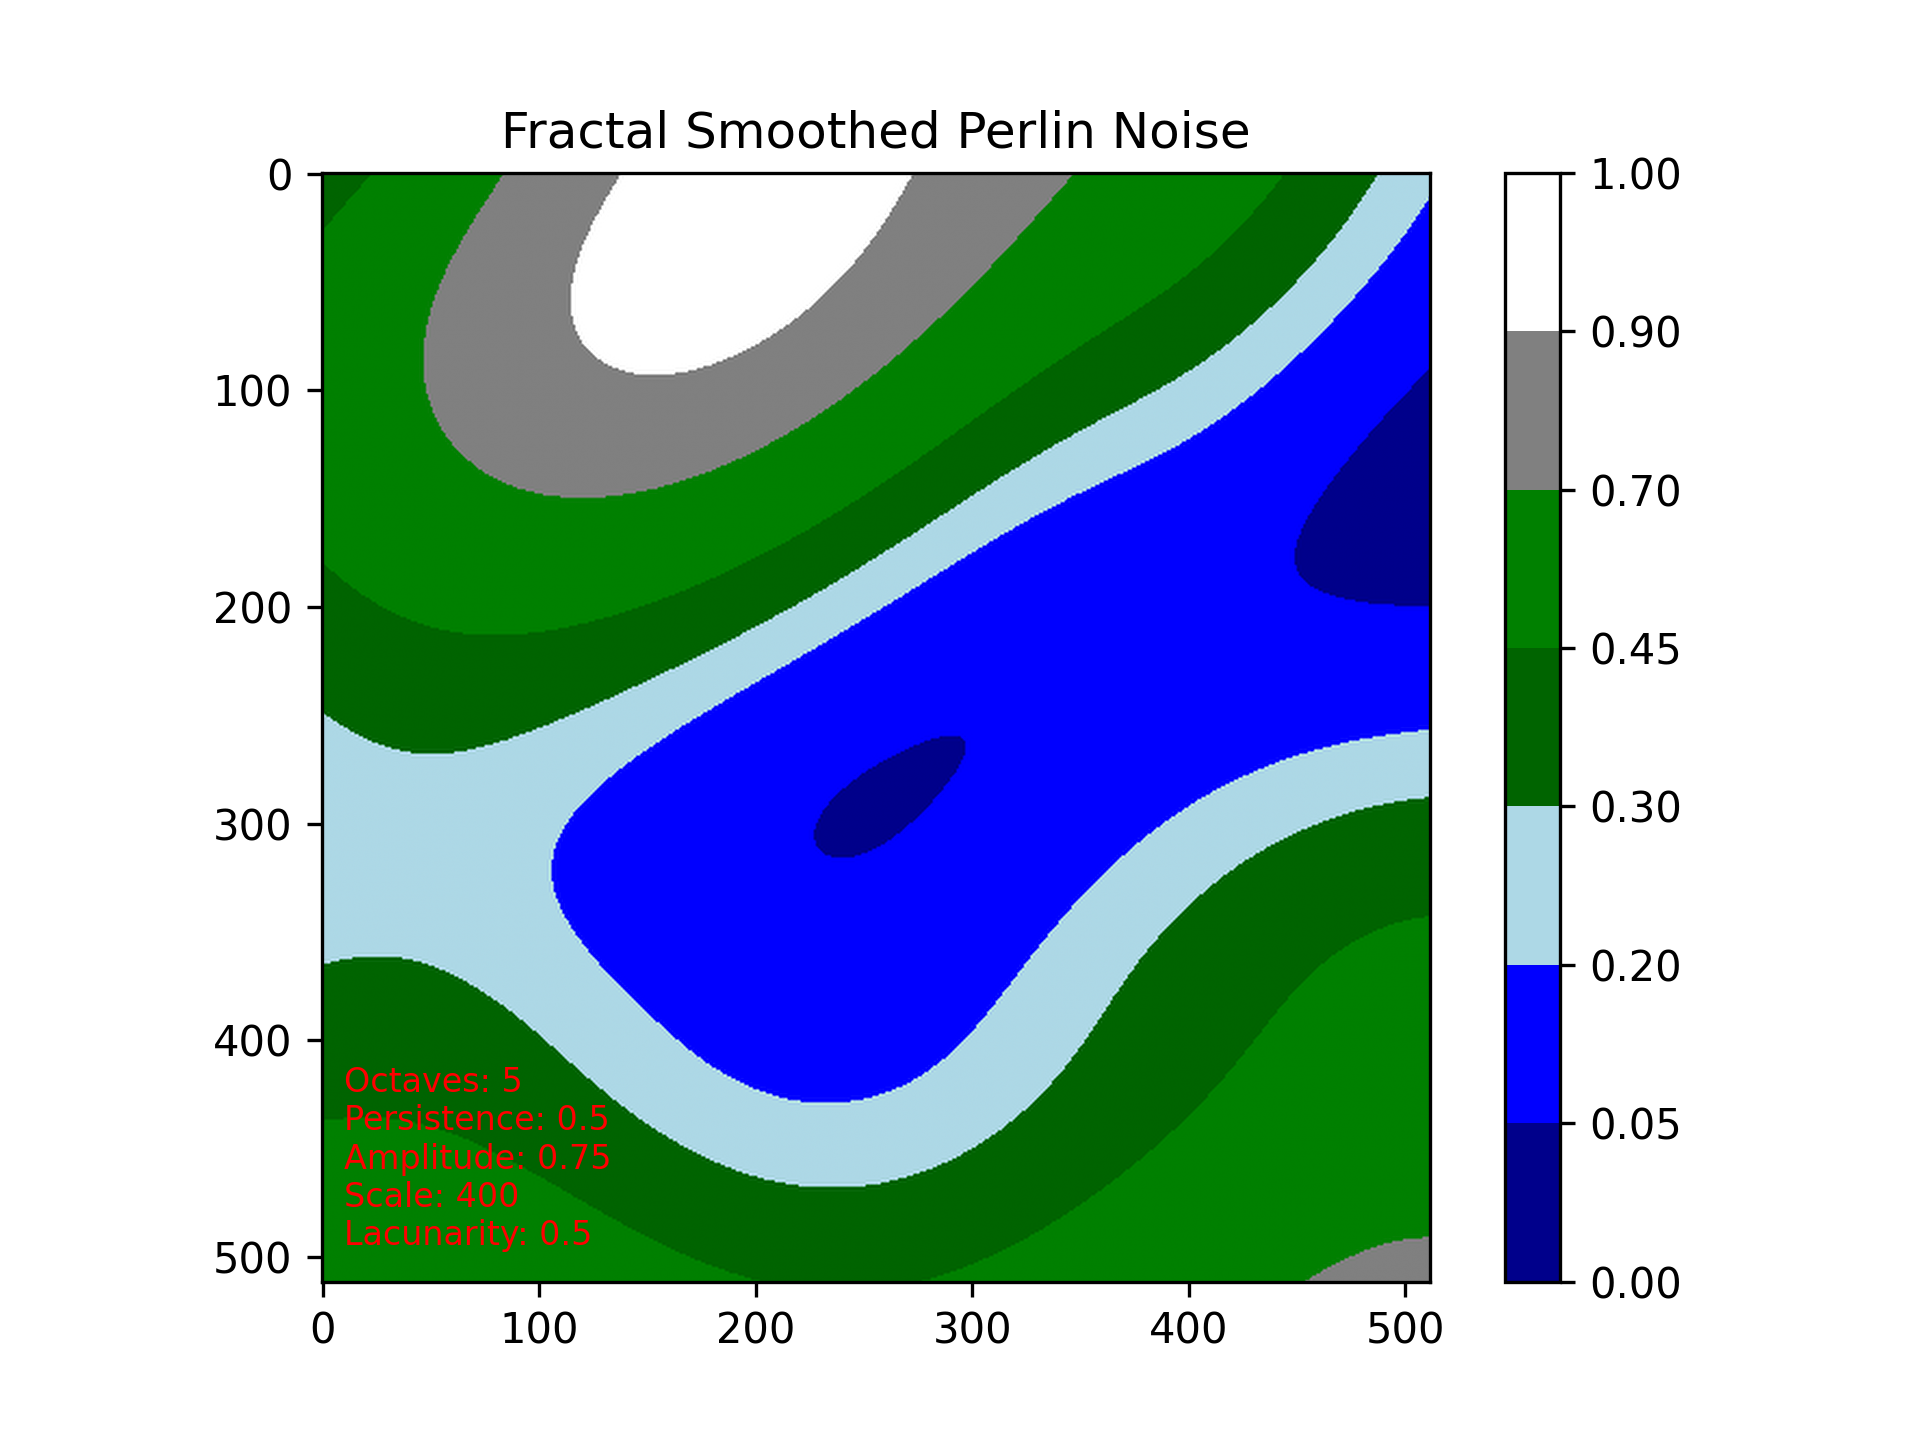 Fractal Smoothed Perlin Noise
0
100
200
300
400
500
0 100 200 300 400 500
Octaves: 5
Persistence: 0.5
Amplitude: 0.75
Scale: 400
Lacunarity: 0.5
1.00
0.90
0.70
0.45
0.30
0.20
0.05
0.00